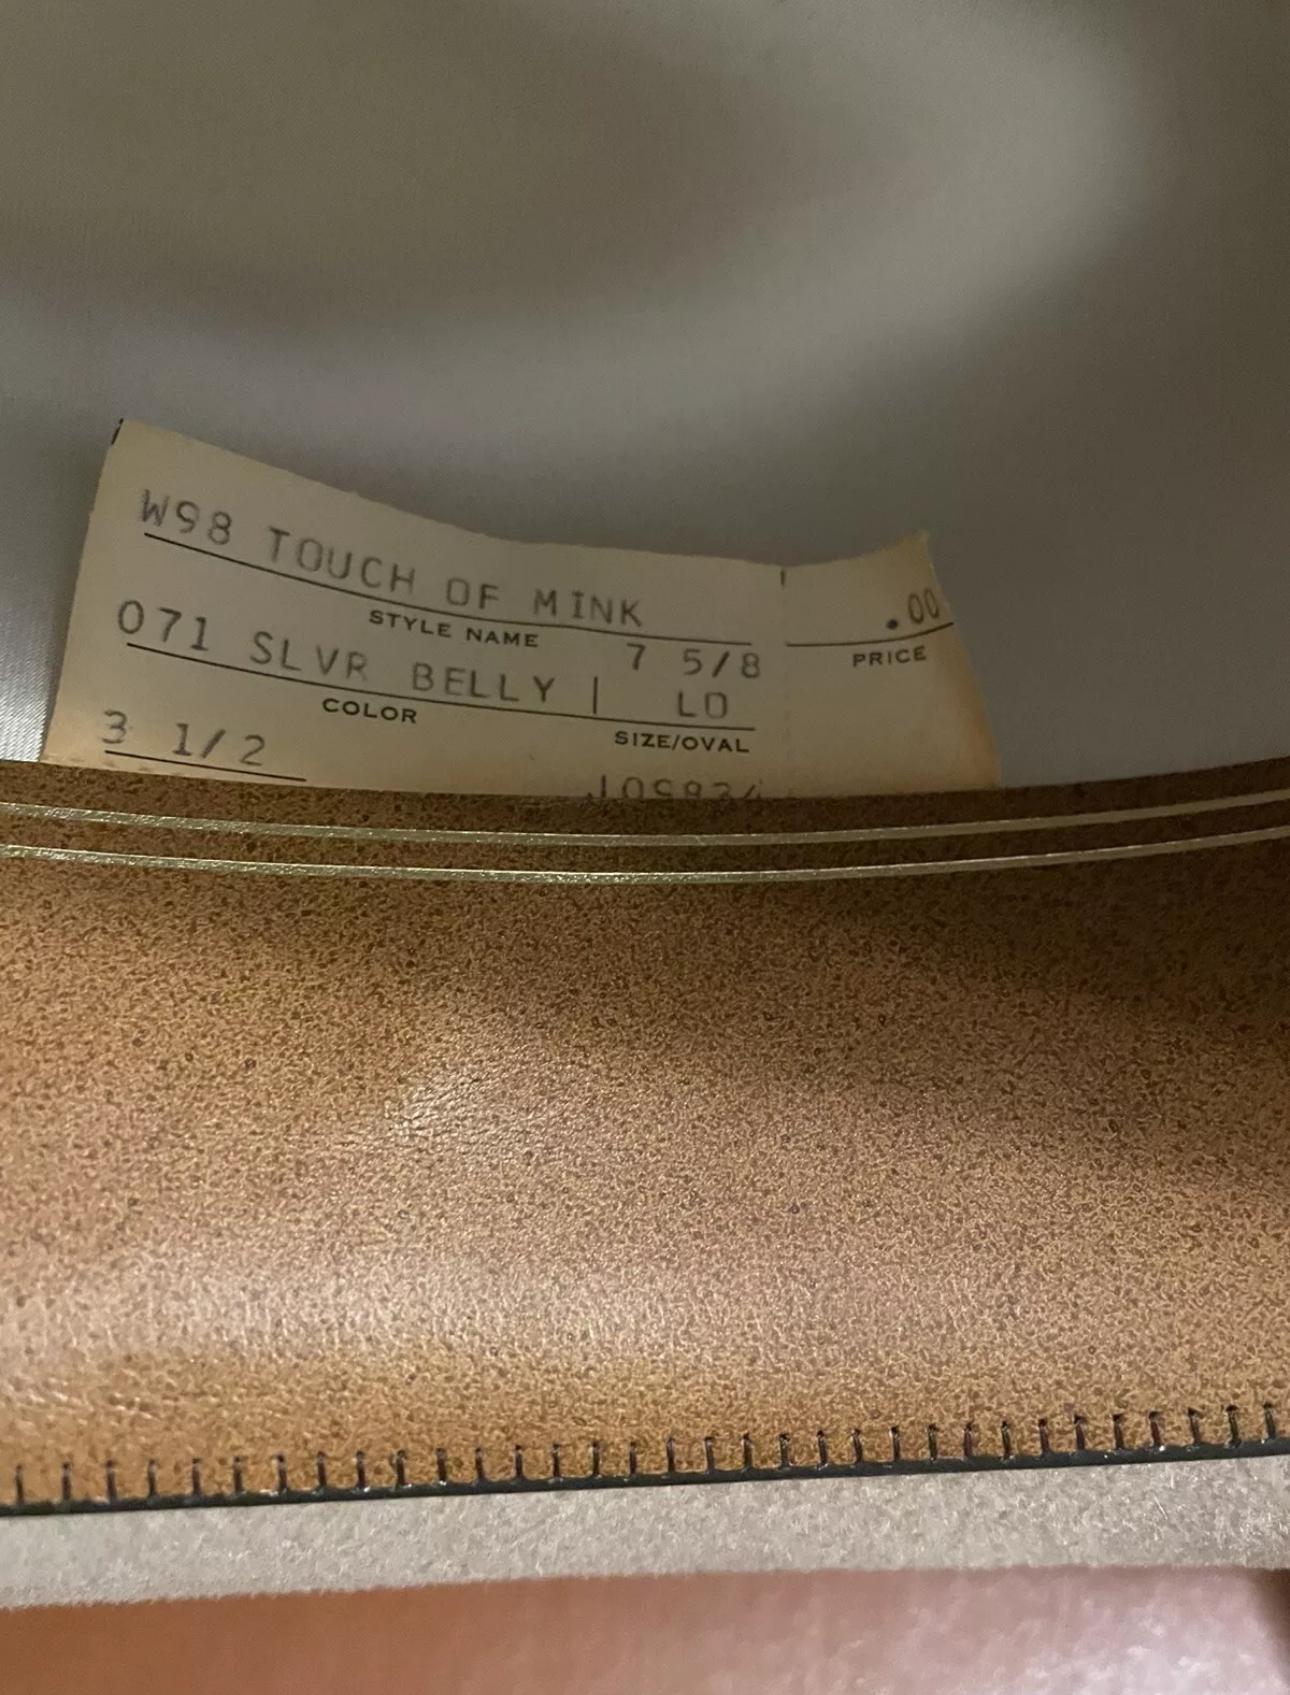 W98 TOUCH OF MINK .00
STYLE NAME PRICE
7 5/8
071 SLVR BELLY | LO
COLOR SIZE/OVAL
3 1/2